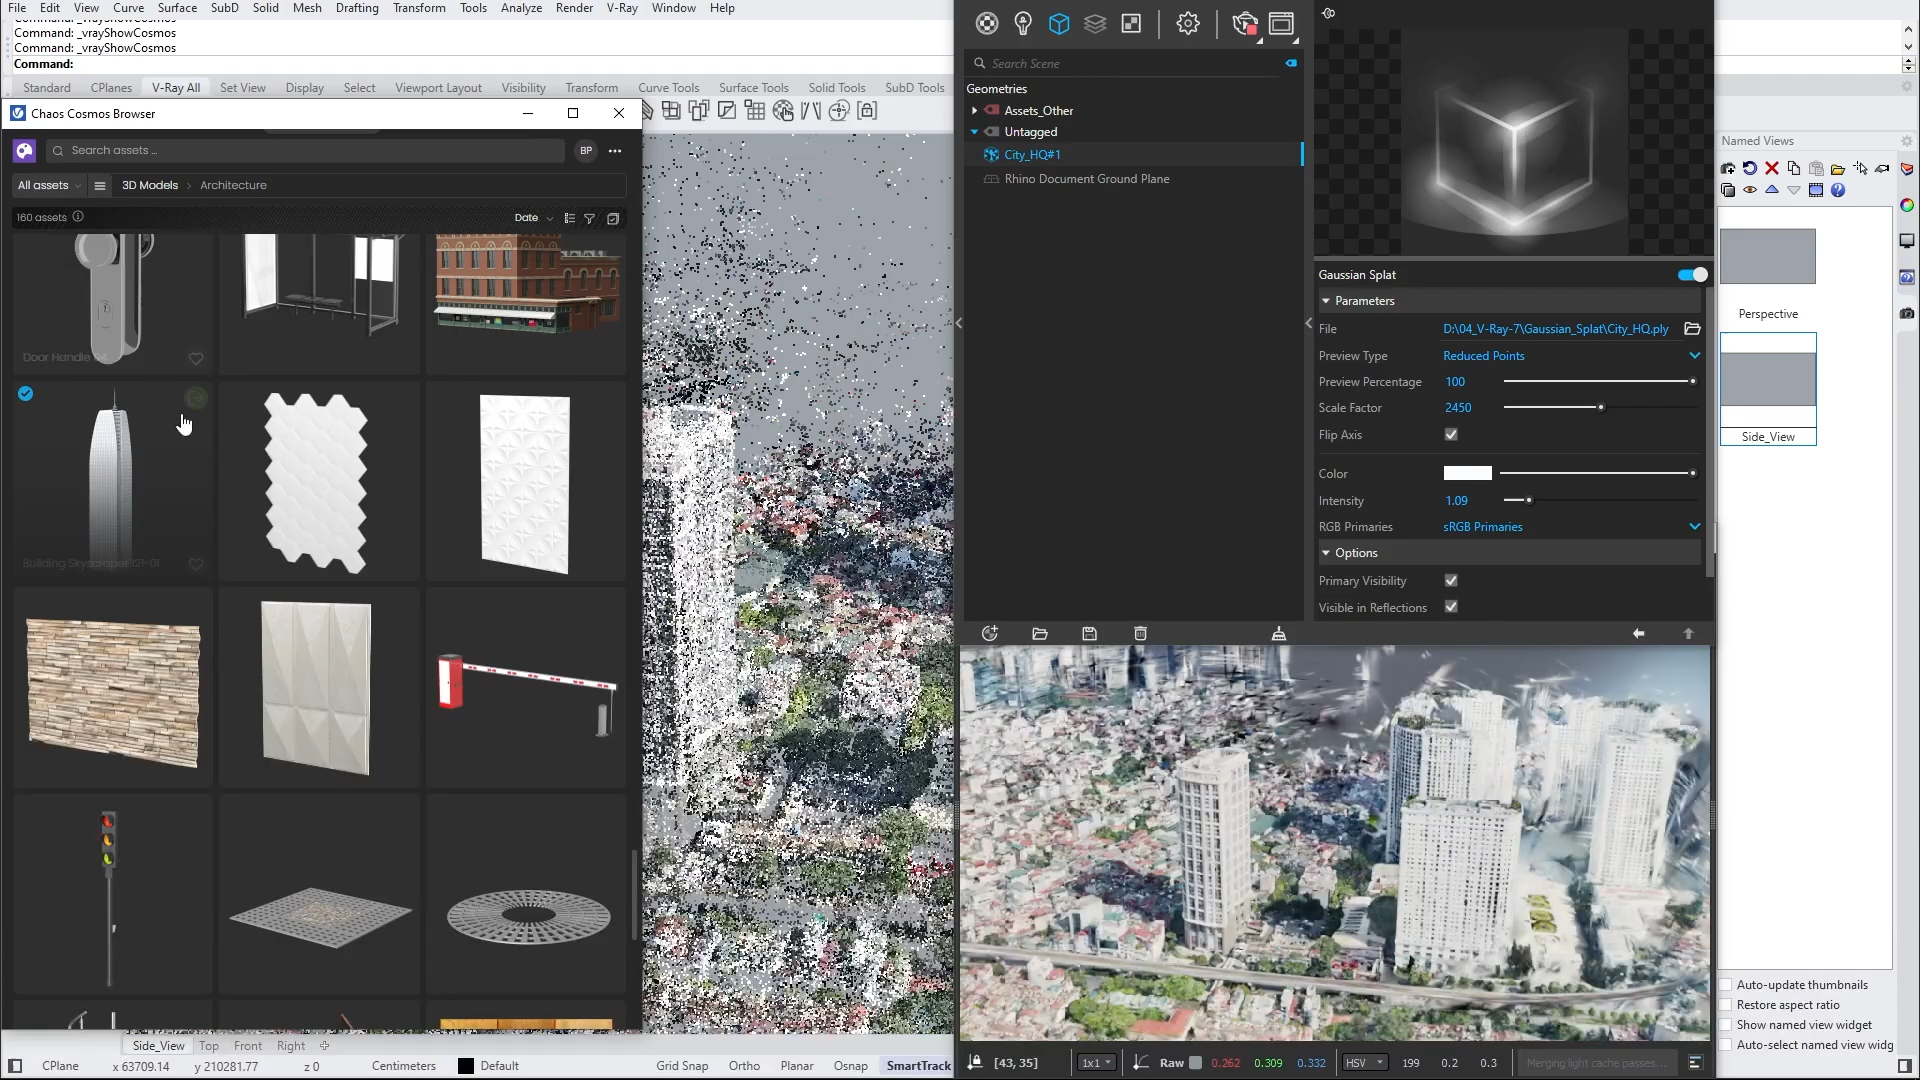 File Edit View Curve Surface SubD Solid Mesh Drafting Transform Tools Analyze Render V-Ray Window Help
Command: _vrayShowCosmos
Command: _vrayShowCosmos
Command:
Standard CPlanes V-Ray All Set View Display Select Viewport Layout Visibility Transform Curve Tools Surface Tools Solid Tools SubD Tools
Chaos Cosmos Browser
Search assets ...
BP
All assets
3D Models > Architecture
160 assets
Date
Door Handle
Building Skyscraper 121-01
Search Scene
Geometries
Assets_Other
Untagged
City_HQ#1
Rhino Document Ground Plane
Gaussian Splat
Parameters
File D:\04_V-Ray-7\Gaussian_Splat\City_HQ.ply
Preview Type Reduced Points
Preview Percentage 100
Scale Factor 2450
Flip Axis
Color
Intensity 1.09
RGB Primaries sRGB Primaries
Options
Primary Visibility
Visible in Reflections
Named Views
Perspective
Side_View
Auto-update thumbnails
Restore aspect ratio
Show named view widget
Auto-select named view widg
Side_View Top Front Right
CPlane x 63709.14 y 210281.77 z 0 Centimeters Default Grid Snap Ortho Planar Osnap SmartTrack
[43, 35] 1x1 Raw 0.262 0.309 0.332 HSV 199 0.2 0.3 Merging light cache passes...